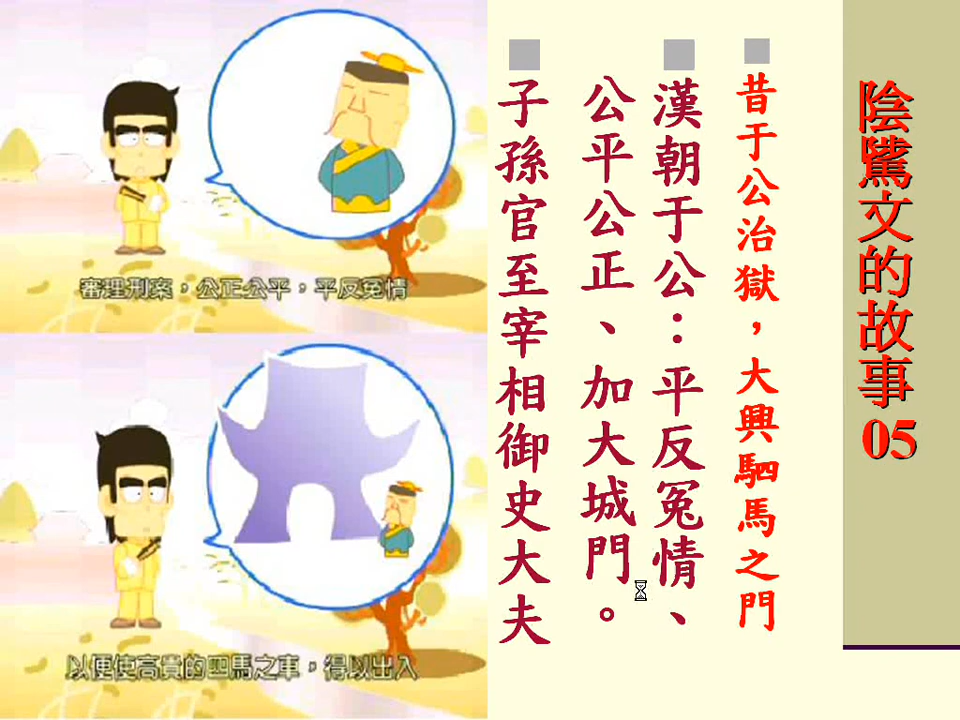 陰騭文的故事05
昔于公治獄，大興駟馬之門
漢朝于公：平反冤情、
公平公正、加大城門。
子孫官至宰相御史大夫
審理刑案，公正公平，平反冤情
以便使高貴的四馬之車，得以出入